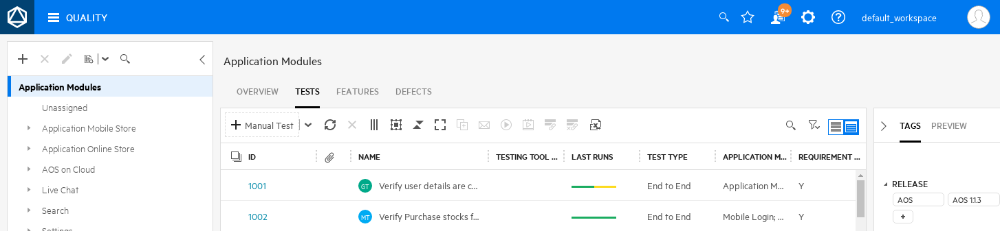 QUALITY
9+
default_workspace
Application Modules
Unassigned
Application Mobile Store
Application Online Store
AOS on Cloud
Live Chat
Search
Settings
Application Modules
OVERVIEW TESTS FEATURES DEFECTS
Manual Test
ID NAME TESTING TOOL ... LAST RUNS TEST TYPE APPLICATION M... REQUIREMENT ...
1001 GT Verify user details are c... End to End Application M... Y
1002 MT Verify Purchase stocks f... End to End Mobile Login; ... Y
TAGS PREVIEW
RELEASE
AOS AOS 1.1.3
+